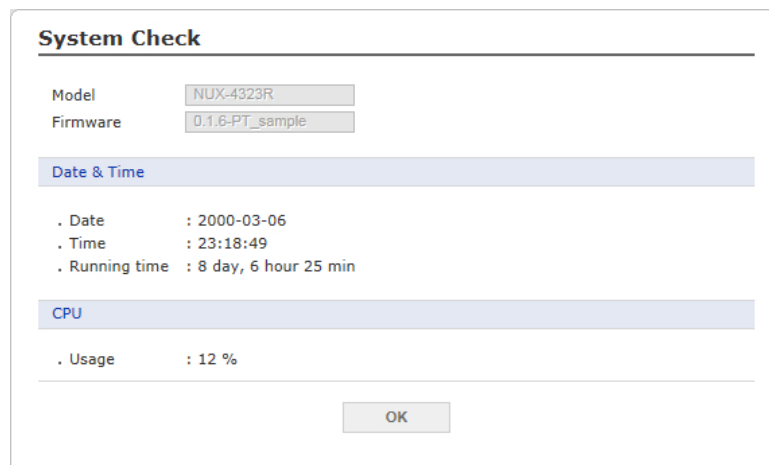 System Check
Model NUX-4323R
Firmware 0.1.6-PT_sample
Date & Time
. Date : 2000-03-06
. Time : 23:18:49
. Running time : 8 day, 6 hour 25 min
CPU
. Usage : 12 %
OK